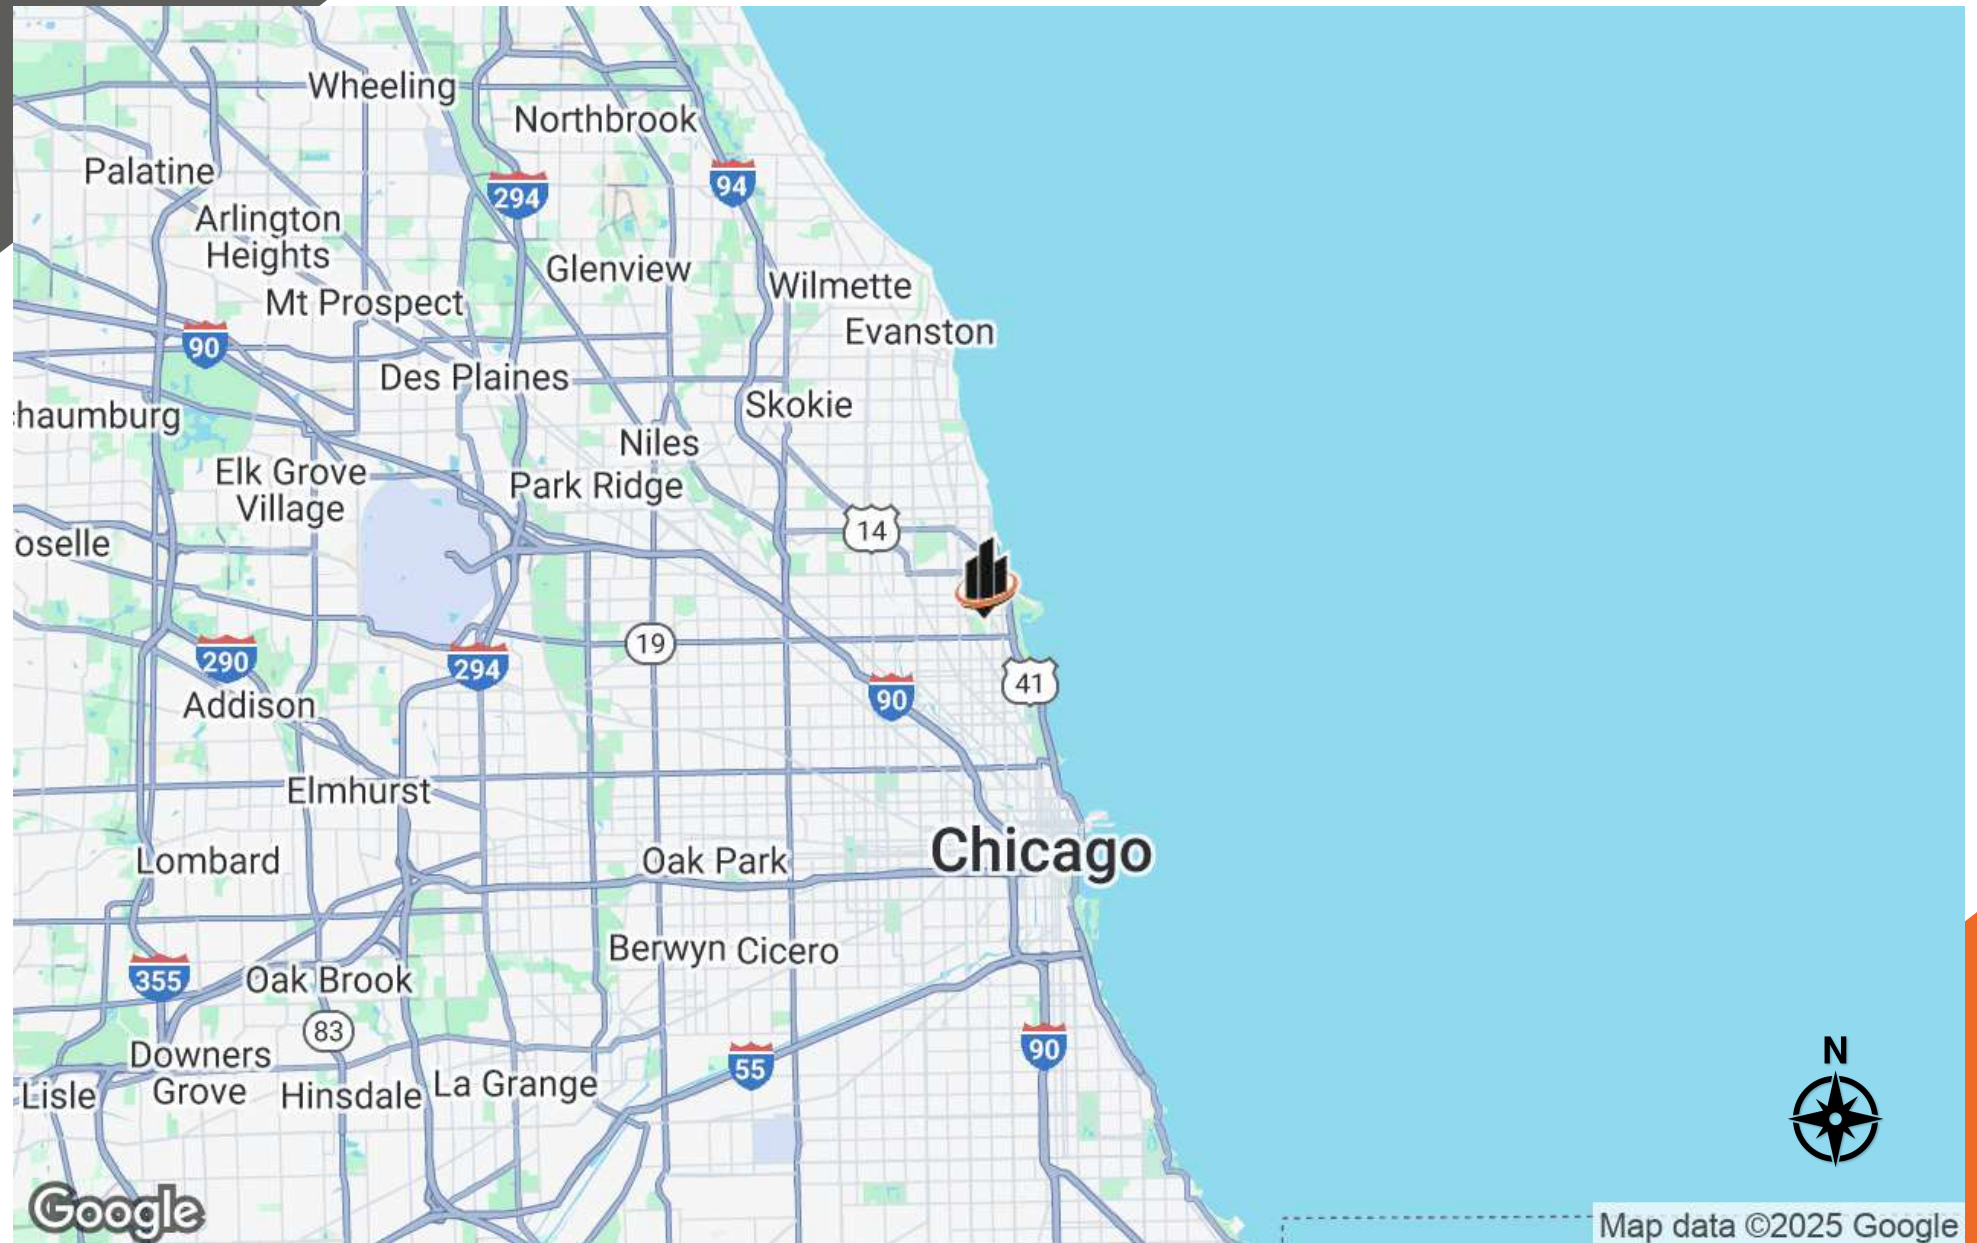 Wheeling
Northbrook
Palatine
294
94
Arlington
Heights
Glenview
Wilmette
Mt Prospect
Evanston
90
Des Plaines
Skokie
haumburg
Niles
Elk Grove
Village
Park Ridge
14
oselle
19
290
294
41
90
Addison
Elmhurst
Chicago
Lombard
Oak Park
Berwyn
Cicero
355
Oak Brook
83
90
N
Downers
Grove
55
Lisle
Hinsdale
La Grange
Google
Map data ©2025 Google